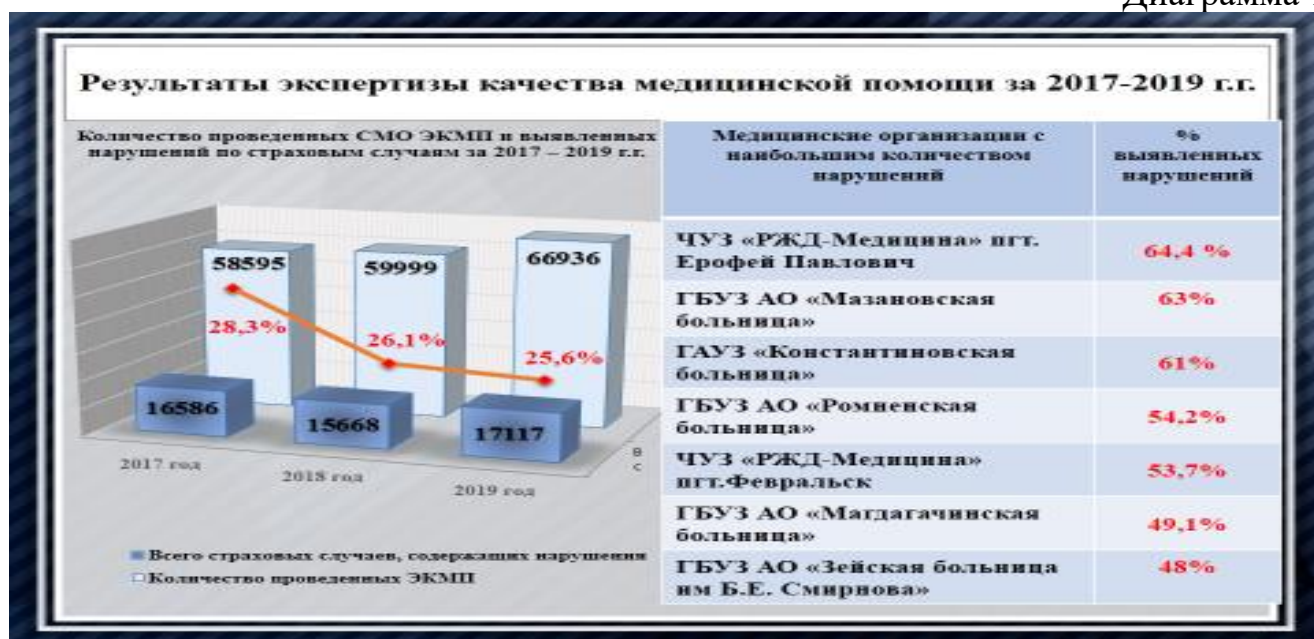 Диаграмма
Результаты экспертизы качества медицинской помощи за 2017-2019 г.г.
Количество проведенных СМО ЭКМП и выявленных
нарушений по страховым случаям за 2017 – 2019 г.г.
58595
59999
66936
28,3%
26,1%
25,6%
16586
15668
17117
В
с
2017 год
2018 год
2019 год
Всего страховых случаев, содержащих нарушения
Количество проведенных ЭКМП
Медицинские организации с
наибольшим количеством
нарушений
%
выявленных
нарушений
ЧУЗ «РЖД-Медицина» пгт.
Ерофей Павлович
64,4 %
ГБУЗ АО «Мазановская
больница»
63%
ГАУЗ «Константиновская
больница»
61%
ГБУЗ АО «Ромненская
больница»
54,2%
ЧУЗ «РЖД-Медицина»
пгт.Февральск
53,7%
ГБУЗ АО «Магдагачинская
больница»
49,1%
ГБУЗ АО «Зейская больница
им Б.Е. Смирнова»
48%